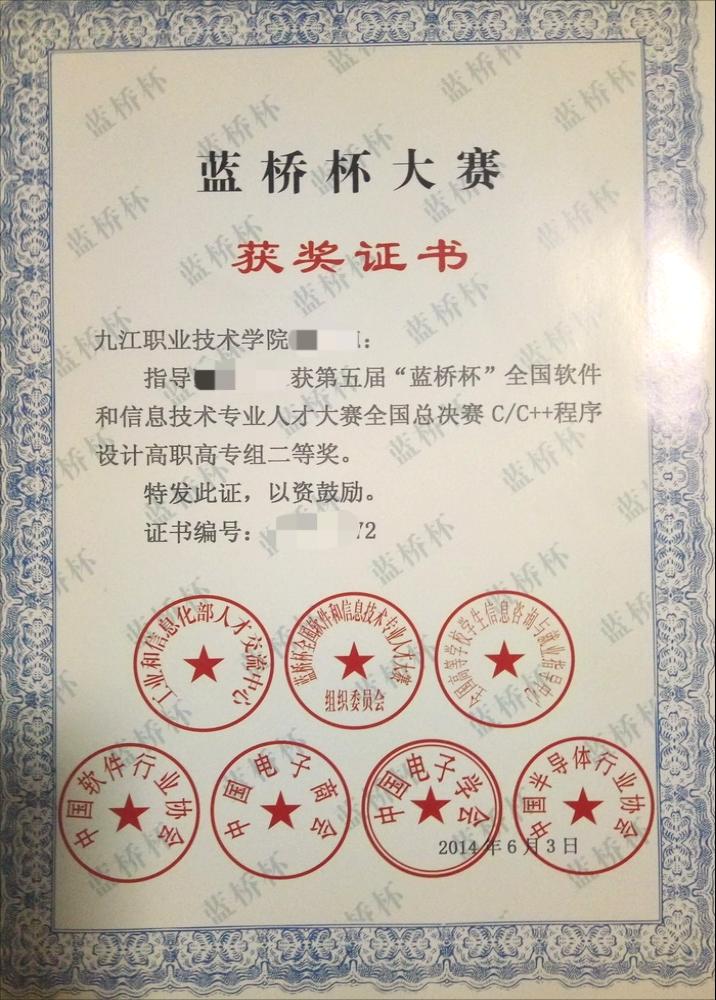 蓝桥杯大赛
获奖证书
九江职业技术学院
指导 获第五届“蓝桥杯”全国软件
和信息技术专业人才大赛全国总决赛 C/C++程序
设计高职高专组二等奖。
特发此证，以资鼓励。
证书编号： 72
工业和信息化部人才交流中心
蓝桥杯全国软件和信息技术专业人才大赛
组织委员会
全国高等学校学生信息咨询与就业指导中心
中国软件行业协会
中国电子商会
中国电子学会
中国半导体行业协会
2014年6月3日